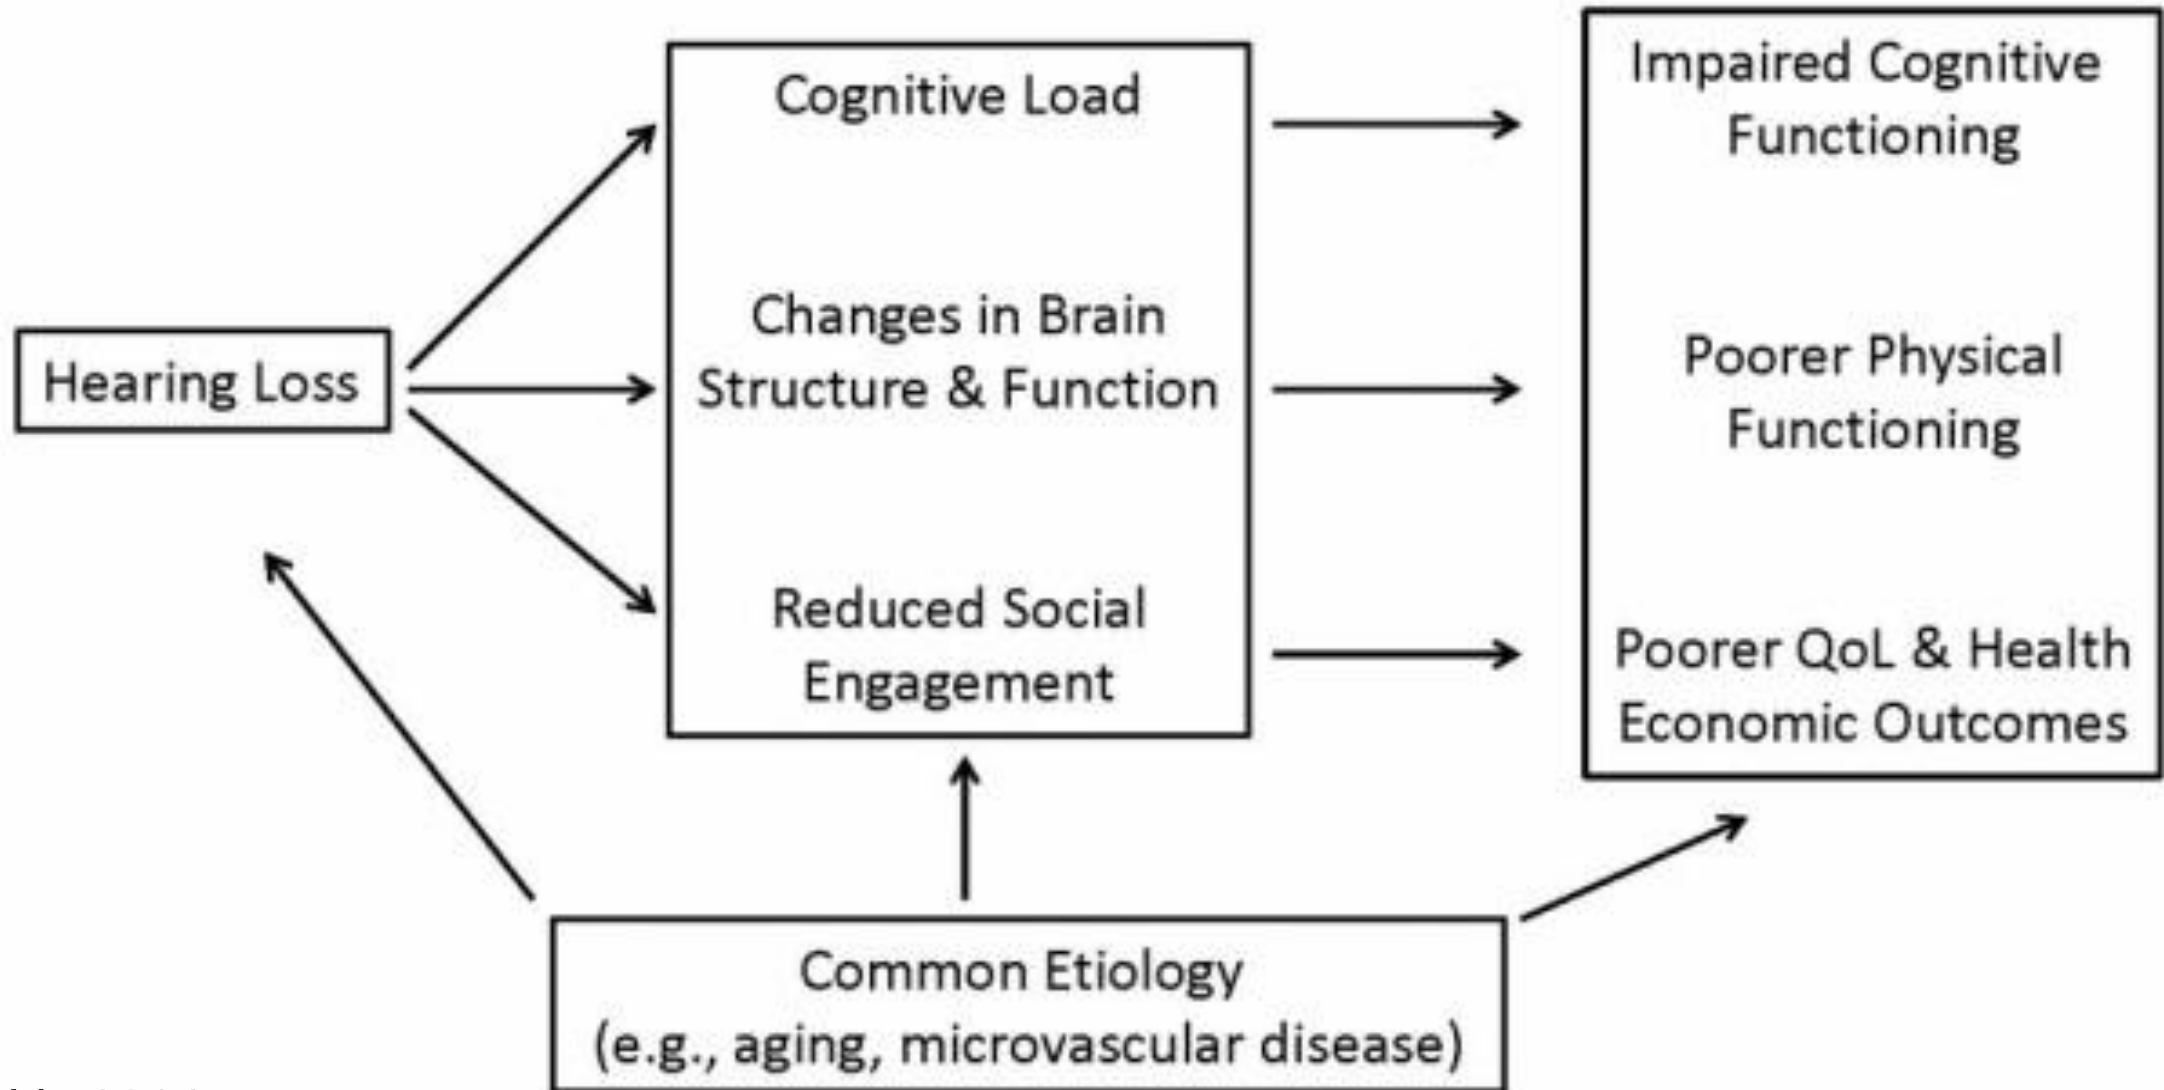 Cognitive Load
Changes in Brain
Structure & Function
Reduced Social
Engagement
Impaired Cognitive
Functioning
Poorer Physical
Functioning
Poorer QoL & Health
Economic Outcomes
Hearing Loss
Common Etiology
(e.g., aging, microvascular disease)